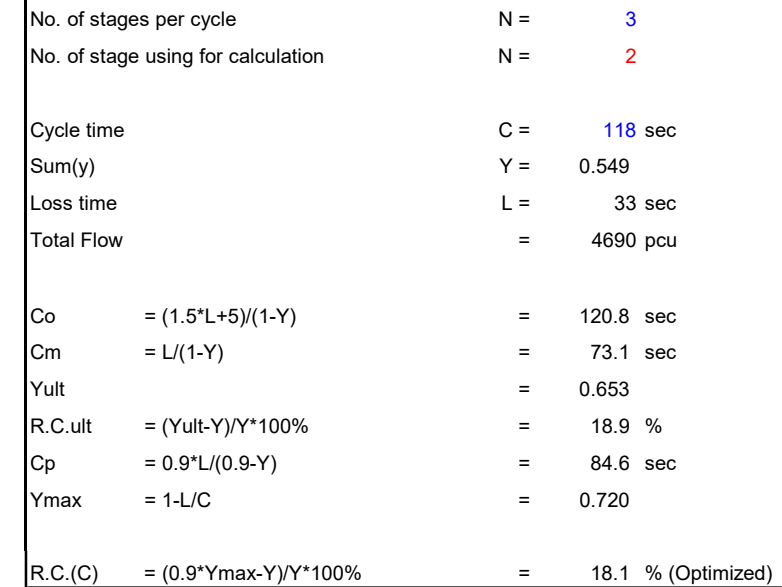 No. of stages per cycle N = 3
No. of stage using for calculation N = 2
Cycle time C = 118 sec
Sum(y) Y = 0.549
Loss time L = 33 sec
Total Flow = 4690 pcu
Co = (1.5*L+5)/(1-Y) = 120.8 sec
Cm = L/(1-Y) = 73.1 sec
Yult = 0.653
R.C.ult = (Yult-Y)/Y*100% = 18.9 %
Cp = 0.9*L/(0.9-Y) = 84.6 sec
Ymax = 1-L/C = 0.720
R.C.(C) = (0.9*Ymax-Y)/Y*100% = 18.1 % (Optimized)